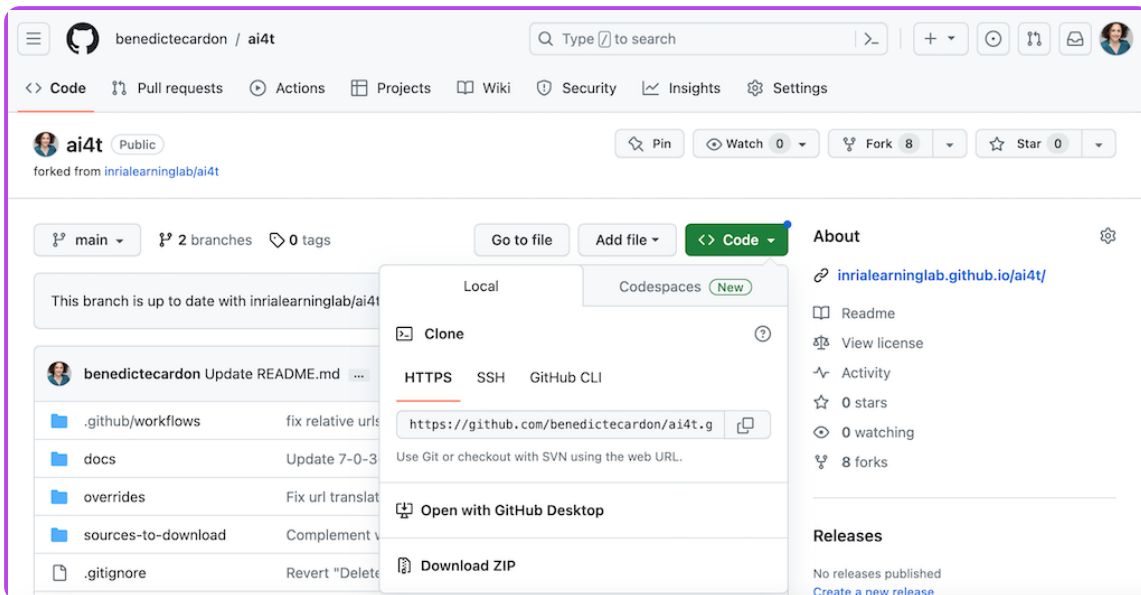 benedictecardon / ai4t
Type / to search
Code Pull requests Actions Projects Wiki Security Insights Settings
ai4t Public
Pin Watch 0 Fork 8 Star 0
forked from inrialearninglab/ai4t
main 2 branches 0 tags Go to file Add file Code
This branch is up to date with inrialearninglab/ai4t
benedictecardon Update README.md ...
.github/workflows fix relative urls
docs Update 7-0-3
overrides Fix url translat
sources-to-download Complement
.gitignore Revert "Delete
Local Codespaces New
Clone
HTTPS SSH GitHub CLI
https://github.com/benedictecardon/ai4t.g
Use Git or checkout with SVN using the web URL.
Open with GitHub Desktop
Download ZIP
About
inrialearninglab.github.io/ai4t/
Readme
View license
Activity
0 stars
0 watching
8 forks
Releases
No releases published
Create a new release